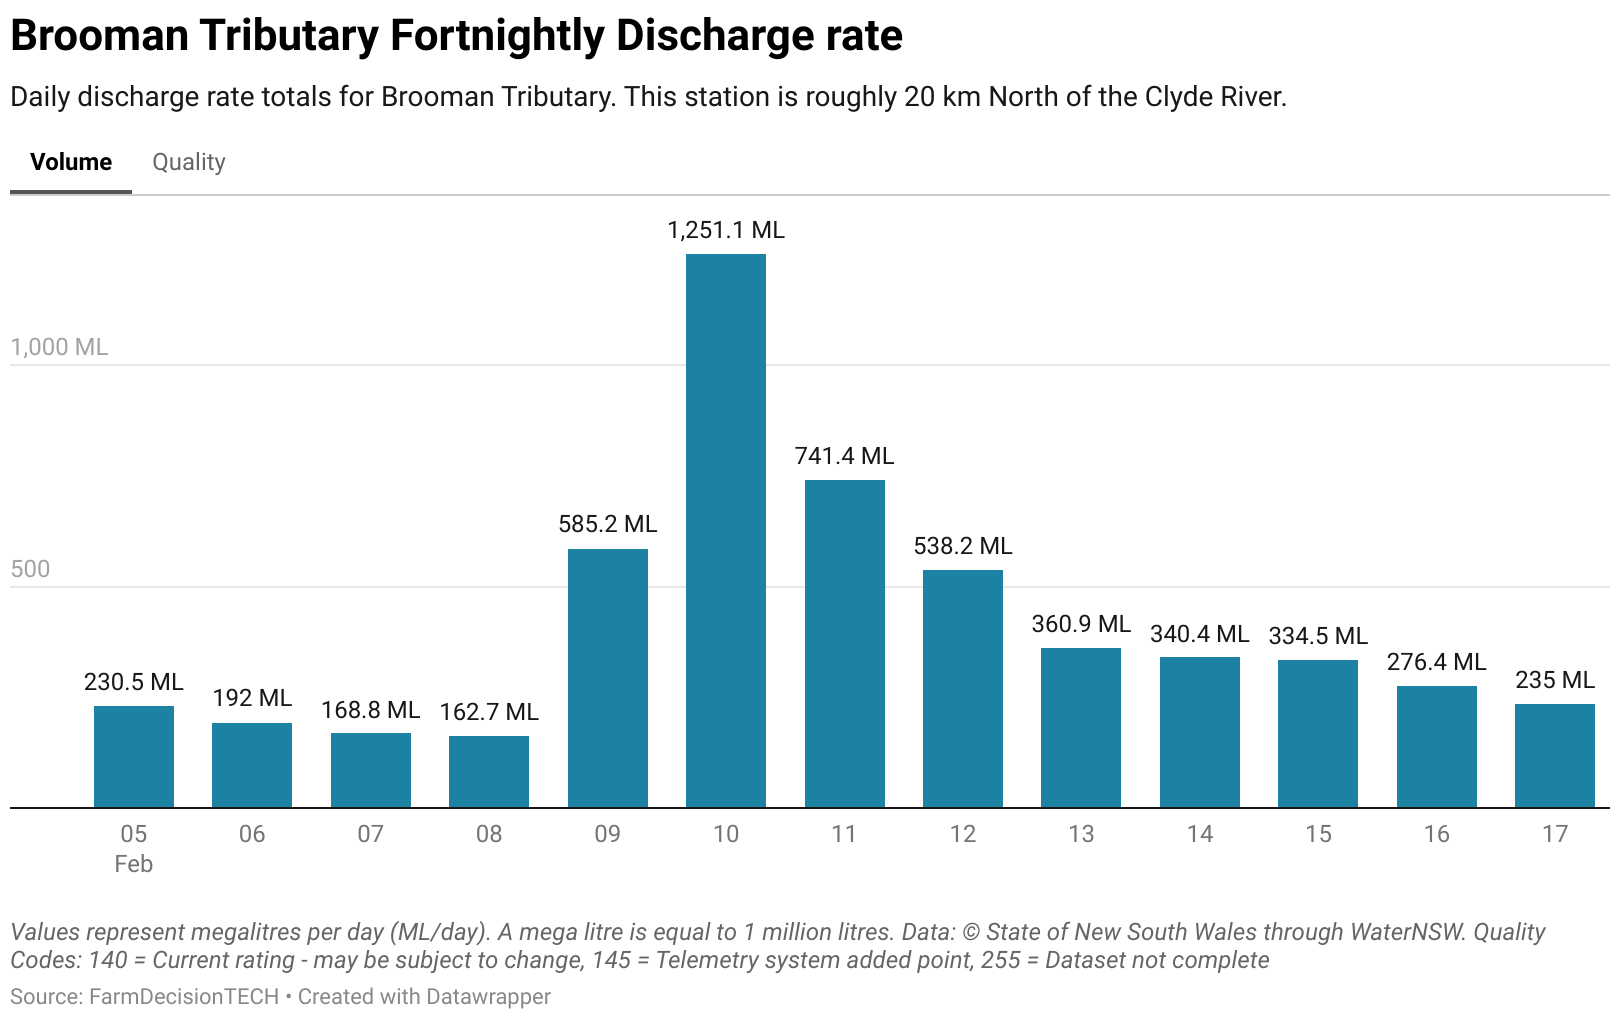 Brooman Tributary Fortnightly Discharge rate
Daily discharge rate totals for Brooman Tributary. This station is roughly 20 km North of the Clyde River.
Volume Quality
1,251.1 ML
1,000 ML
741.4 ML
585.2 ML
538.2 ML
500
360.9 ML 340.4 ML 334.5 ML
276.4 ML
230.5 ML 235 ML
192 ML
168.8 ML 162.7 ML
05 06 07 08 09 10 11 12 13 14 15 16 17
Feb
Values represent megalitres per day (ML/day). A mega litre is equal to 1 million litres. Data: © State of New South Wales through WaterNSW. Quality
Codes: 140 = Current rating - may be subject to change, 145 = Telemetry system added point, 255 = Dataset not complete
Source: FarmDecisionTECH • Created with Datawrapper